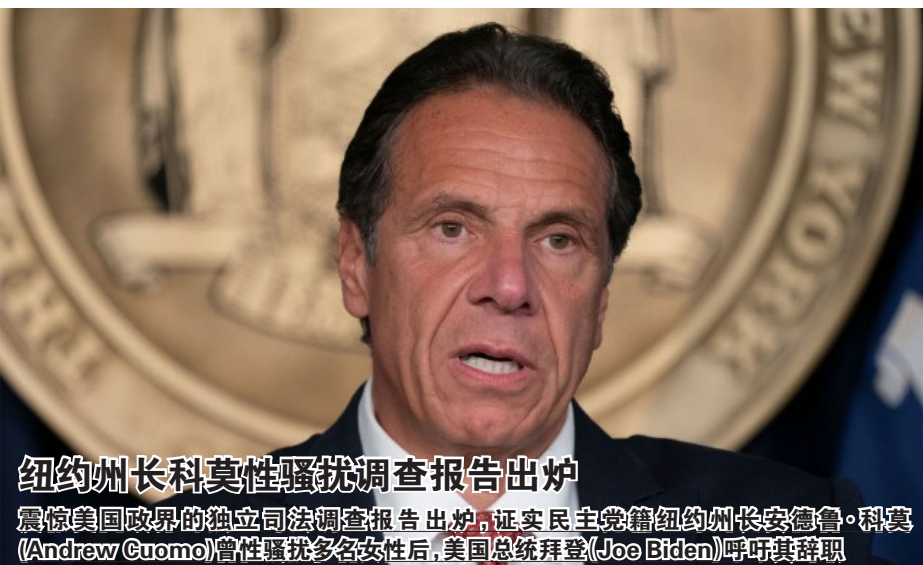 THE
NEW YORK
纽约州长科莫性骚扰调查报告出炉
震惊美国政界的独立司法调查报告出炉,证实民主党籍纽约州长安德鲁·科莫
(Andrew Cuomo)曾性骚扰多名女性后,美国总统拜登(Joe Biden)呼吁其辞职